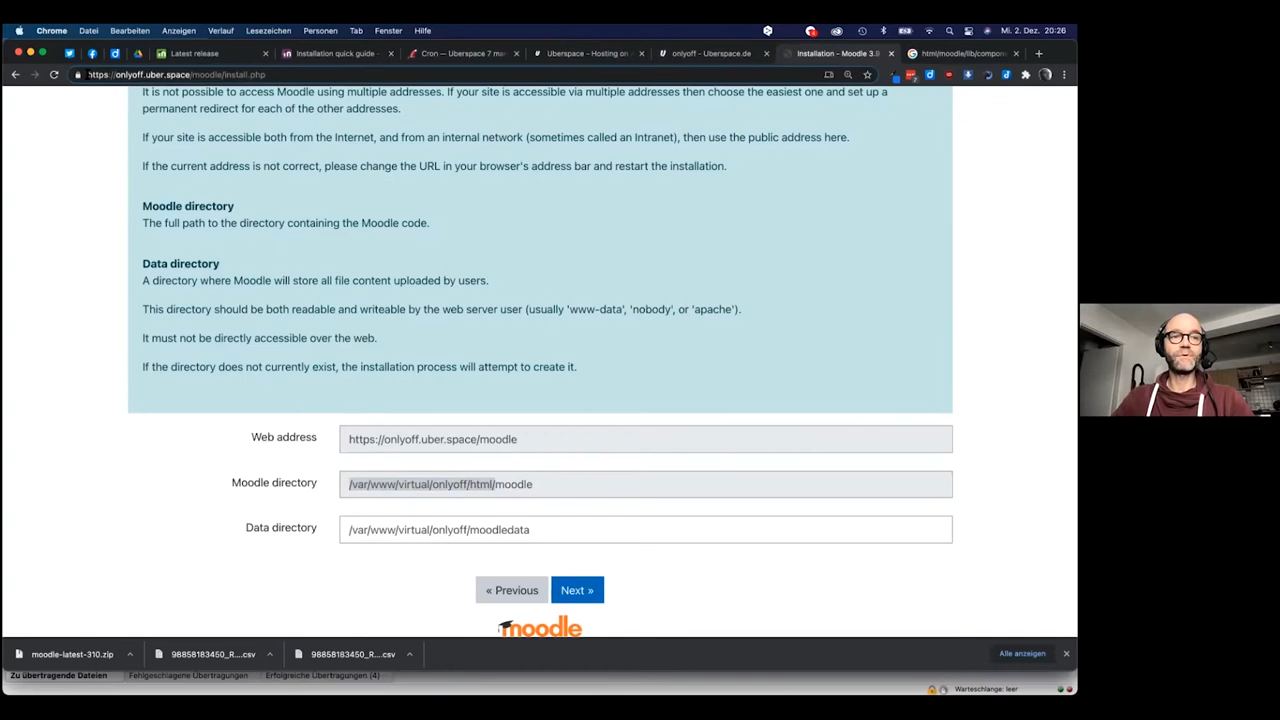 Chrome Datei Bearbeiten Anzeigen Verlauf Lesezeichen Personen Tab Fenster Hilfe Mi. 2. Dez. 20:26
Latest release Installation quick guide - Cron — Uberspace 7 ma Uberspace - Hosting on onlyoff – Uberspace.de Installation - Moodle 3.9 html/moodle/lib/compon
https://onlyoff.uber.space/moodle/install.php
It is not possible to access Moodle using multiple addresses. If your site is accessible via multiple addresses then choose the easiest one and set up a
permanent redirect for each of the other addresses.
If your site is accessible both from the Internet, and from an internal network (sometimes called an Intranet), then use the public address here.
If the current address is not correct, please change the URL in your browser's address bar and restart the installation.
Moodle directory
The full path to the directory containing the Moodle code.
Data directory
A directory where Moodle will store all file content uploaded by users.
This directory should be both readable and writeable by the web server user (usually 'www-data', 'nobody', or 'apache').
It must not be directly accessible over the web.
If the directory does not currently exist, the installation process will attempt to create it.
Web address https://onlyoff.uber.space/moodle
Moodle directory /var/www/virtual/onlyoff/html/moodle
Data directory /var/www/virtual/onlyoff/moodledata
« Previous Next »
moodle
moodle-latest-310.zip 98858183450_R....csv 98858183450_R....csv Alle anzeigen
Zu übertragende Dateien Fehlgeschlagene Übertragungen Erfolgreiche Übertragungen (4)
Warteschlange: leer